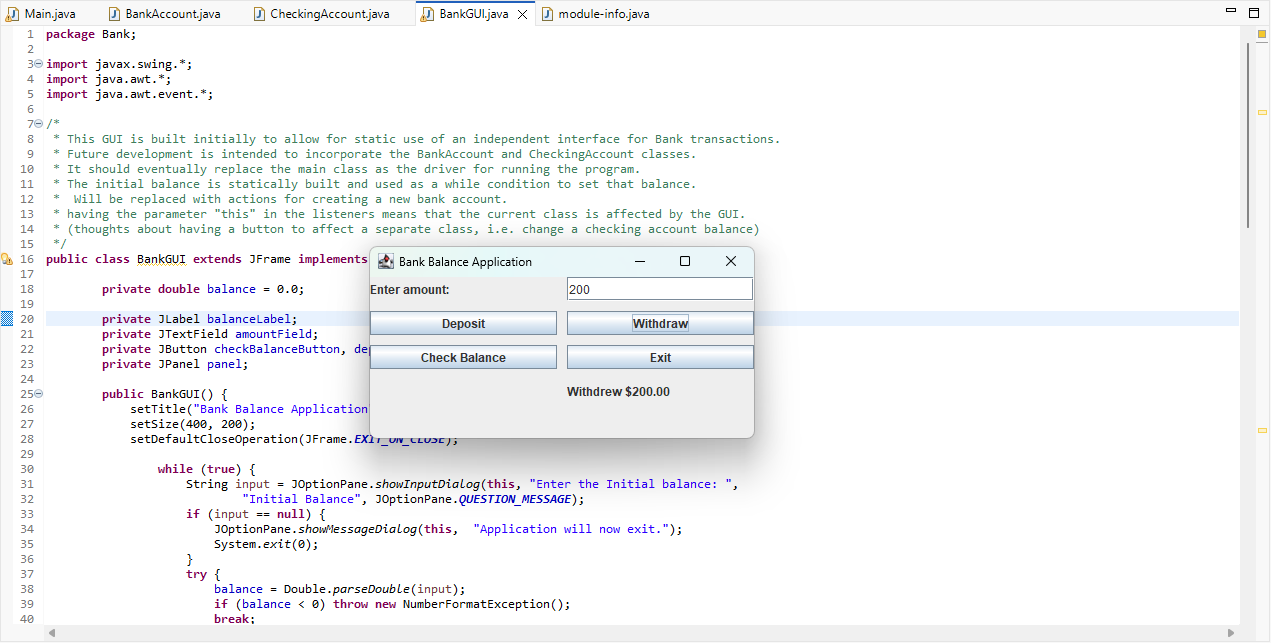 Main.java BankAccount.java CheckingAccount.java BankGUI.java module-info.java
1 package Bank;
2
3 import javax.swing.*;
4 import java.awt.*;
5 import java.awt.event.*;
6
7 /*
8 * This GUI is built initially to allow for static use of an independent interface for Bank transactions.
9 * Future development is intended to incorporate the BankAccount and CheckingAccount classes.
10 * It should eventually replace the main class as the driver for running the program.
11 * The initial balance is statically built and used as a while condition to set that balance.
12 *  Will be replaced with actions for creating a new bank account.
13 * having the parameter "this" in the listeners means that the current class is affected by the GUI.
14 * (thoughts about having a button to affect a separate class, i.e. change a checking account balance)
15 */
16 public class BankGUI extends JFrame implements
17
18 private double balance = 0.0;
19
20 private JLabel balanceLabel;
21 private JTextField amountField;
22 private JButton checkBalanceButton,
23 private JPanel panel;
24
25 public BankGUI() {
26 setTitle("Bank Balance Application
27 setSize(400, 200);
28 setDefaultCloseOperation(JFrame.EXIT_ON_CLOSE);
29
30 while (true) {
31 String input = JOptionPane.showInputDialog(this, "Enter the Initial balance: ",
32 "Initial Balance", JOptionPane.QUESTION_MESSAGE);
33 if (input == null) {
34 JOptionPane.showMessageDialog(this,  "Application will now exit.");
35 System.exit(0);
36 }
37 try {
38 balance = Double.parseDouble(input);
39 if (balance < 0) throw new NumberFormatException();
40 break;
Bank Balance Application
Enter amount: 200
Deposit Withdraw
Check Balance Exit
Withdrew $200.00